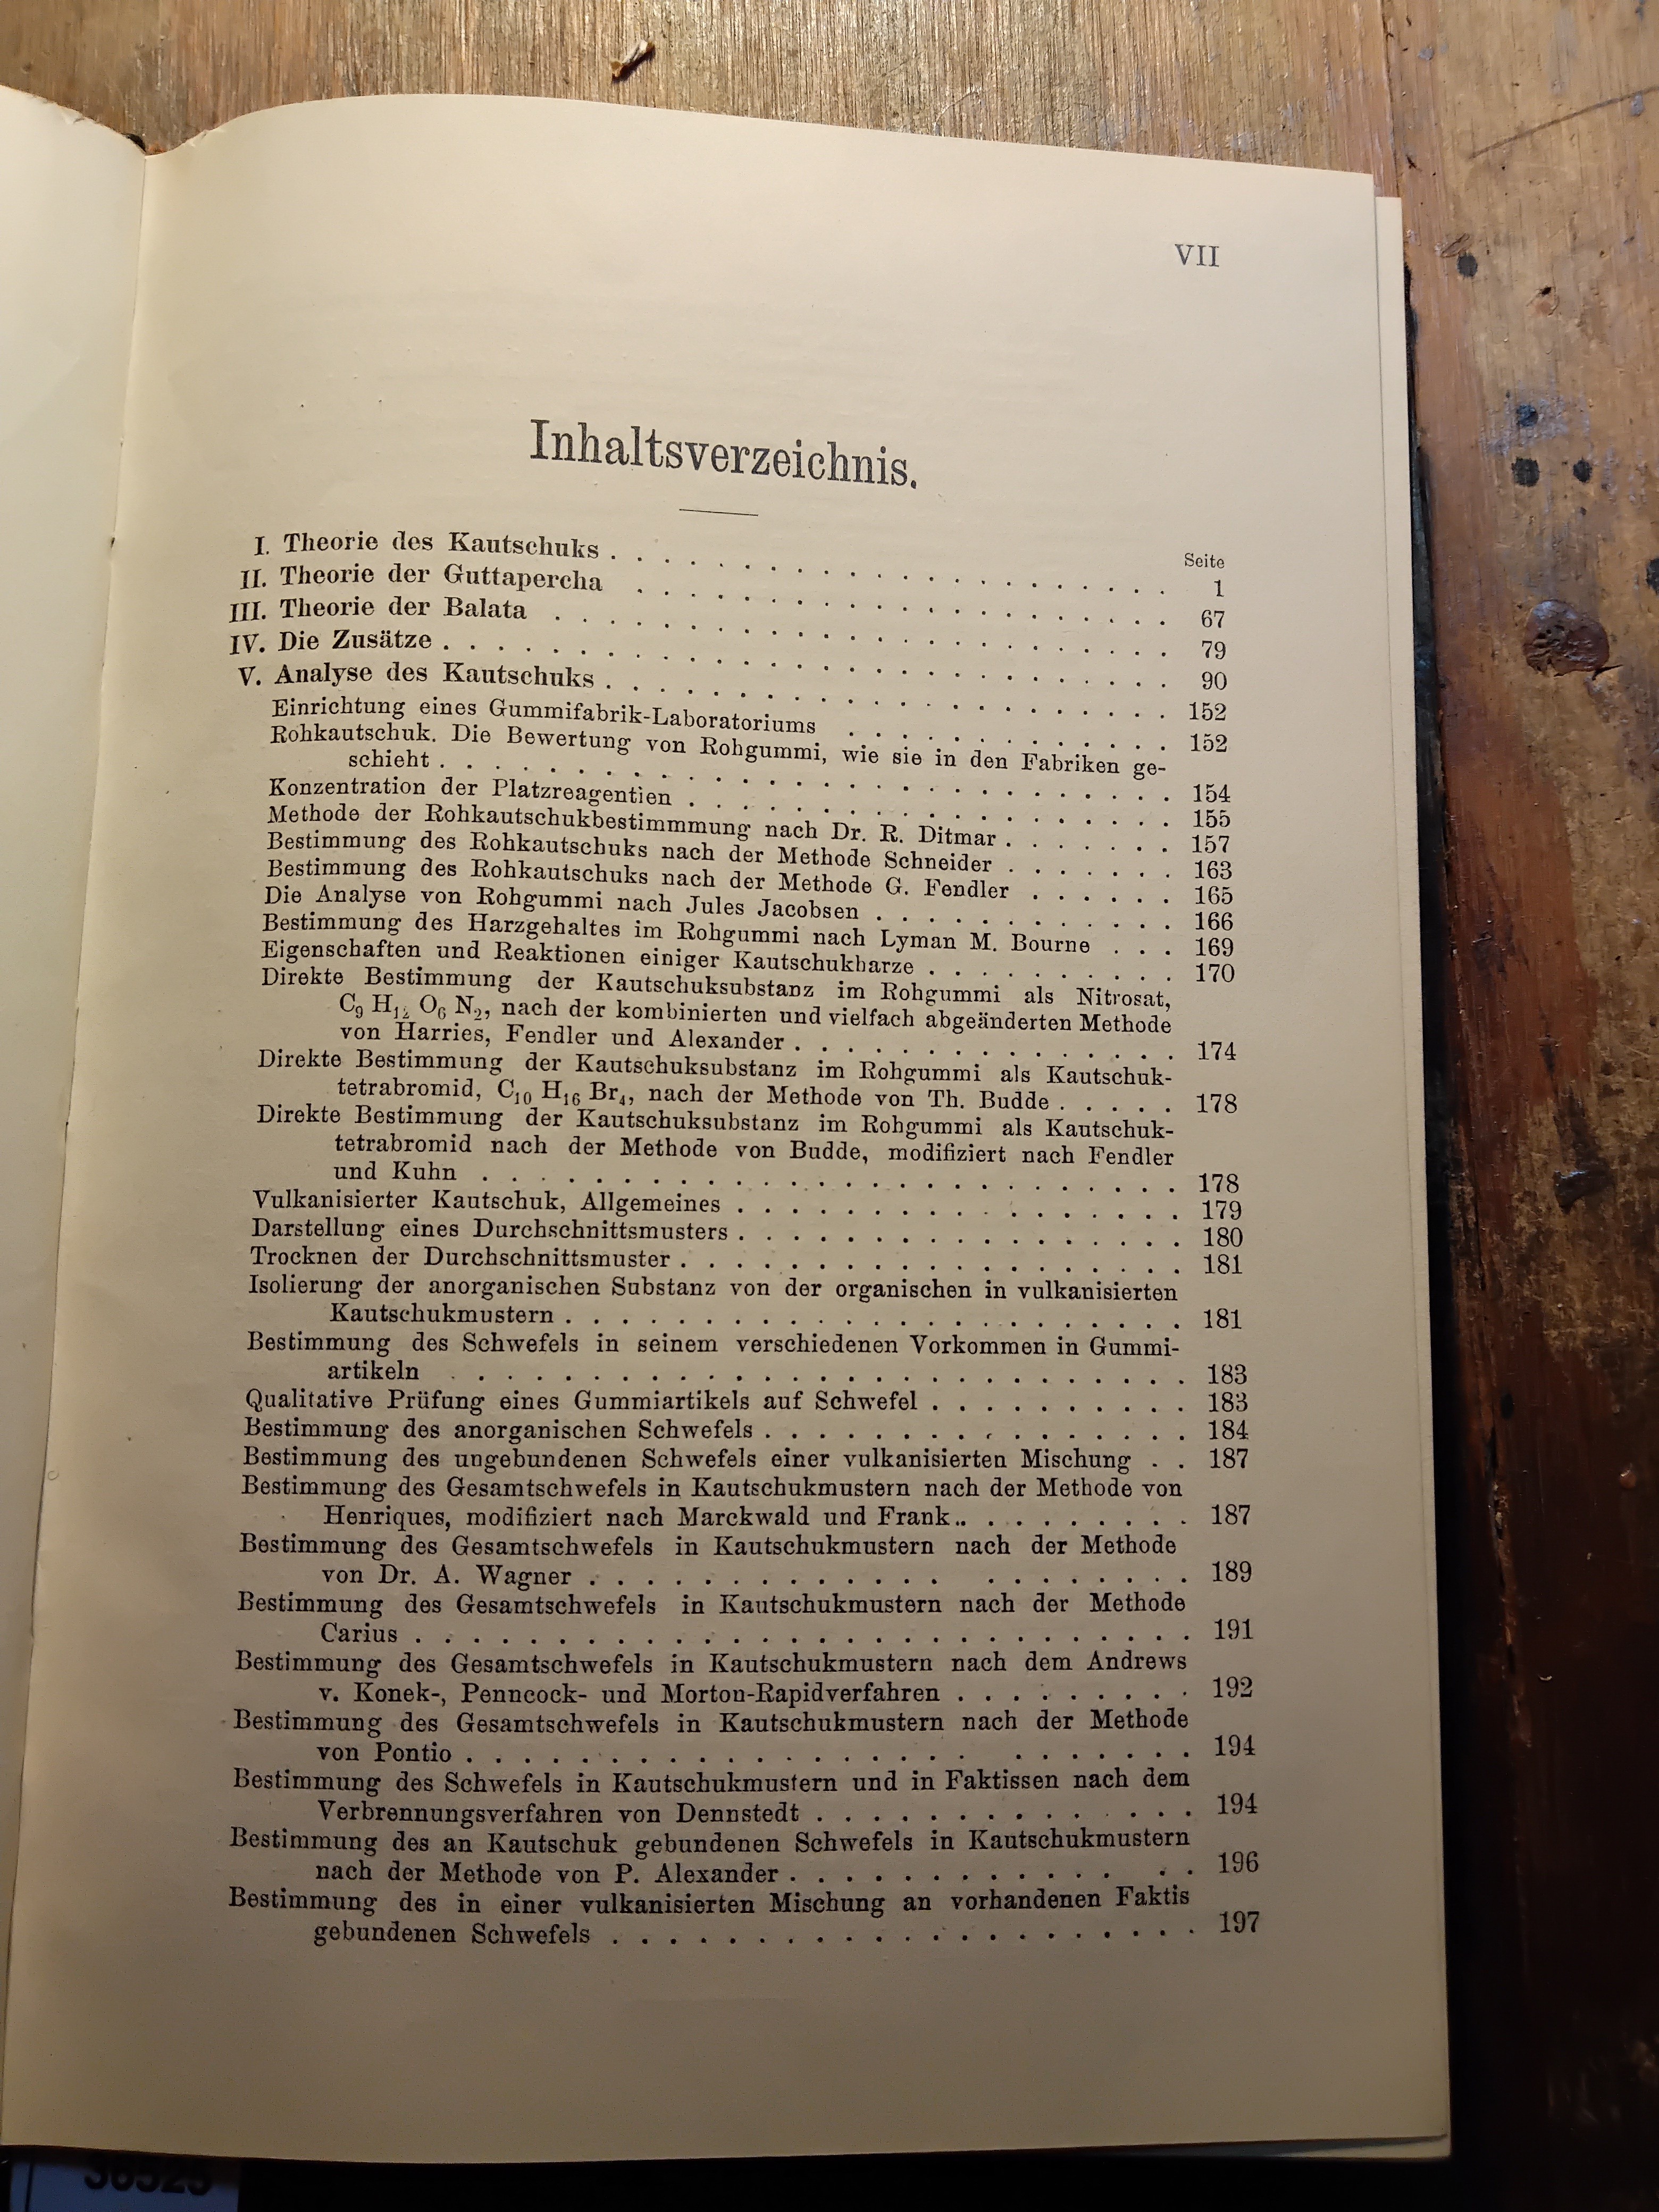 VII
Inhaltsverzeichnis.
Seite
I. Theorie des Kautschuks . . . . . . . . . . . . . . . . . . . . 1
II. Theorie der Guttapercha . . . . . . . . . . . . . . . . . . . . 67
III. Theorie der Balata . . . . . . . . . . . . . . . . . . . . . . 79
IV. Die Zusätze . . . . . . . . . . . . . . . . . . . . . . . . . . 90
V. Analyse des Kautschuks . . . . . . . . . . . . . . . . . . . . . 152
Einrichtung eines Gummifabrik-Laboratoriums . . . . . . . . . . . . 152
Rohkautschuk. Die Bewertung von Rohgummi, wie sie in den Fabriken ge-
schieht . . . . . . . . . . . . . . . . . . . . . . . . . . . 154
Konzentration der Platzreagentien . . . . . . . . . . . . . . . . . . 155
Methode der Rohkautschukbestimmmung nach Dr. R. Ditmar . . . . . . . 157
Bestimmung des Rohkautschuks nach der Methode Schneider . . . . . . . 163
Bestimmung des Rohkautschuks nach der Methode G. Fendler . . . . . . 165
Die Analyse von Rohgummi nach Jules Jacobsen . . . . . . . . . . . . 166
Bestimmung des Harzgehaltes im Rohgummi nach Lyman M. Bourne . . . 169
Eigenschaften und Reaktionen einiger Kautschukharze . . . . . . . . . . 170
Direkte Bestimmung der Kautschuksubstanz im Rohgummi als Nitrosat,
C₉ H₁₂ O₆ N₂, nach der kombinierten und vielfach abgeänderten Methode
von Harries, Fendler und Alexander . . . . . . . . . . . . . . 174
Direkte Bestimmung der Kautschuksubstanz im Rohgummi als Kautschuk-
tetrabromid, C₁₀ H₁₆ Br₄, nach der Methode von Th. Budde . . . . . 178
Direkte Bestimmung der Kautschuksubstanz im Rohgummi als Kautschuk-
tetrabromid nach der Methode von Budde, modifiziert nach Fendler
und Kuhn . . . . . . . . . . . . . . . . . . . . . . . . . 178
Vulkanisierter Kautschuk, Allgemeines . . . . . . . . . . . . . . . . . 179
Darstellung eines Durchschnittsmusters . . . . . . . . . . . . . . . . . 180
Trocknen der Durchschnittsmuster . . . . . . . . . . . . . . . . . . . 181
Isolierung der anorganischen Substanz von der organischen in vulkanisierten
Kautschukmustern . . . . . . . . . . . . . . . . . . . . . . 181
Bestimmung des Schwefels in seinem verschiedenen Vorkommen in Gummi-
artikeln . . . . . . . . . . . . . . . . . . . . . . . . . . 183
Qualitative Prüfung eines Gummiartikels auf Schwefel . . . . . . . . . . 183
Bestimmung des anorganischen Schwefels . . . . . . . . . . . . . . . . 184
Bestimmung des ungebundenen Schwefels einer vulkanisierten Mischung . . 187
Bestimmung des Gesamtschwefels in Kautschukmustern nach der Methode von
Henriques, modifiziert nach Marckwald und Frank . . . . . . . . . 187
Bestimmung des Gesamtschwefels in Kautschukmustern nach der Methode
von Dr. A. Wagner . . . . . . . . . . . . . . . . . . . . . 189
Bestimmung des Gesamtschwefels in Kautschukmustern nach der Methode
Carius . . . . . . . . . . . . . . . . . . . . . . . . . . . 191
Bestimmung des Gesamtschwefels in Kautschukmustern nach dem Andrews
v. Konek-, Penncock- und Morton-Rapidverfahren . . . . . . . . . 192
Bestimmung des Gesamtschwefels in Kautschukmustern nach der Methode
von Pontio . . . . . . . . . . . . . . . . . . . . . . . . . 194
Bestimmung des Schwefels in Kautschukmustern und in Faktissen nach dem
Verbrennungsverfahren von Dennstedt . . . . . . . . . . . . . . 194
Bestimmung des an Kautschuk gebundenen Schwefels in Kautschukmustern
nach der Methode von P. Alexander . . . . . . . . . . . . . . 196
Bestimmung des in einer vulkanisierten Mischung an vorhandenen Faktis
gebundenen Schwefels . . . . . . . . . . . . . . . . . . . . 197